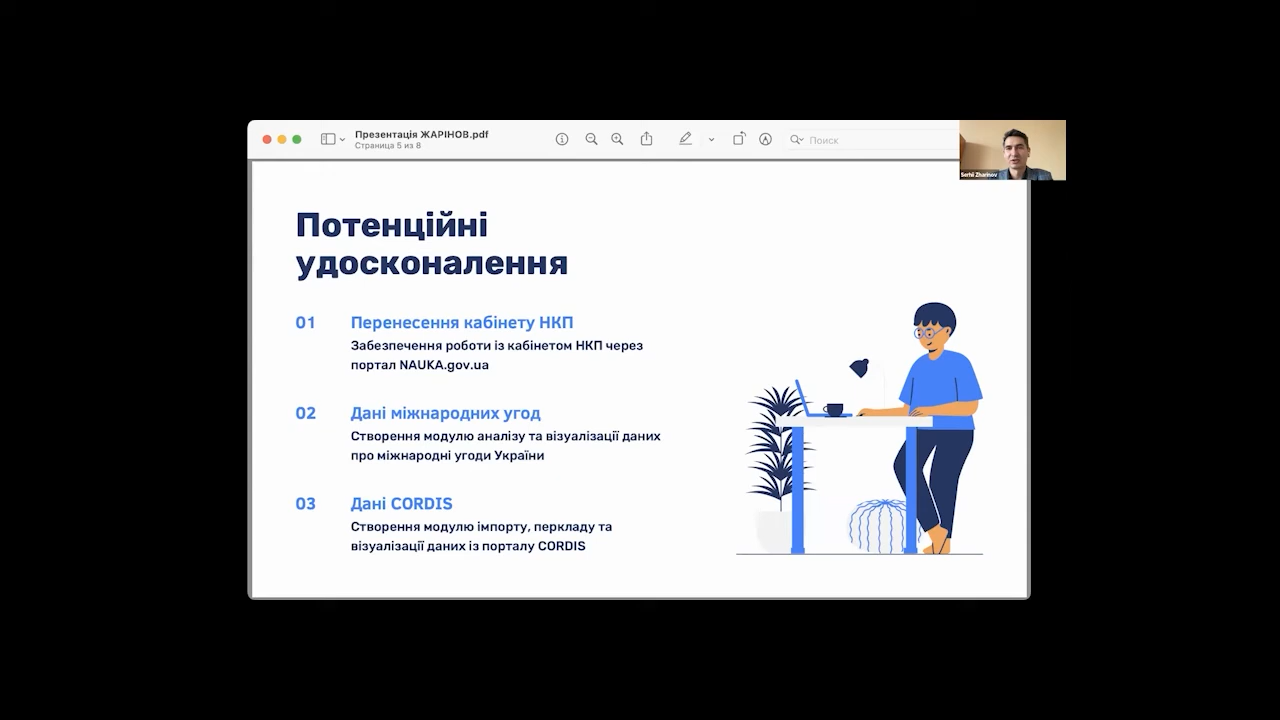 Презентація ЖАРІНОВ.pdf
Страница 5 из 8
Поиск
Serhii Zharinov
Потенційні
удосконалення
01 Перенесення кабінету НКП
Забезпечення роботи із кабінетом НКП через
портал NAUKA.gov.ua
02 Дані міжнародних угод
Створення модулю аналізу та візуалізації даних
про міжнародні угоди України
03 Дані CORDIS
Створення модулю імпорту, перкладу та
візуалізації даних із порталу CORDIS